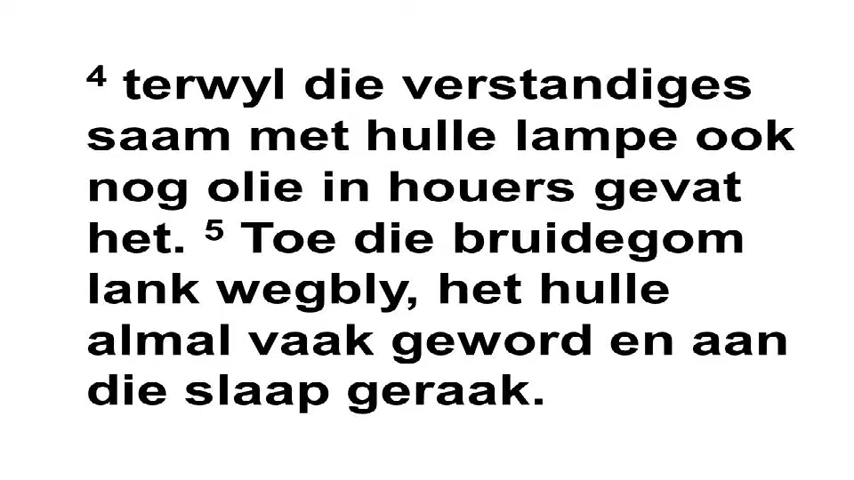 ⁴ terwyl die verstandiges
saam met hulle lampe ook
nog olie in houers gevat
het. ⁵ Toe die bruidegom
lank wegbly, het hulle
almal vaak geword en aan
die slaap geraak.